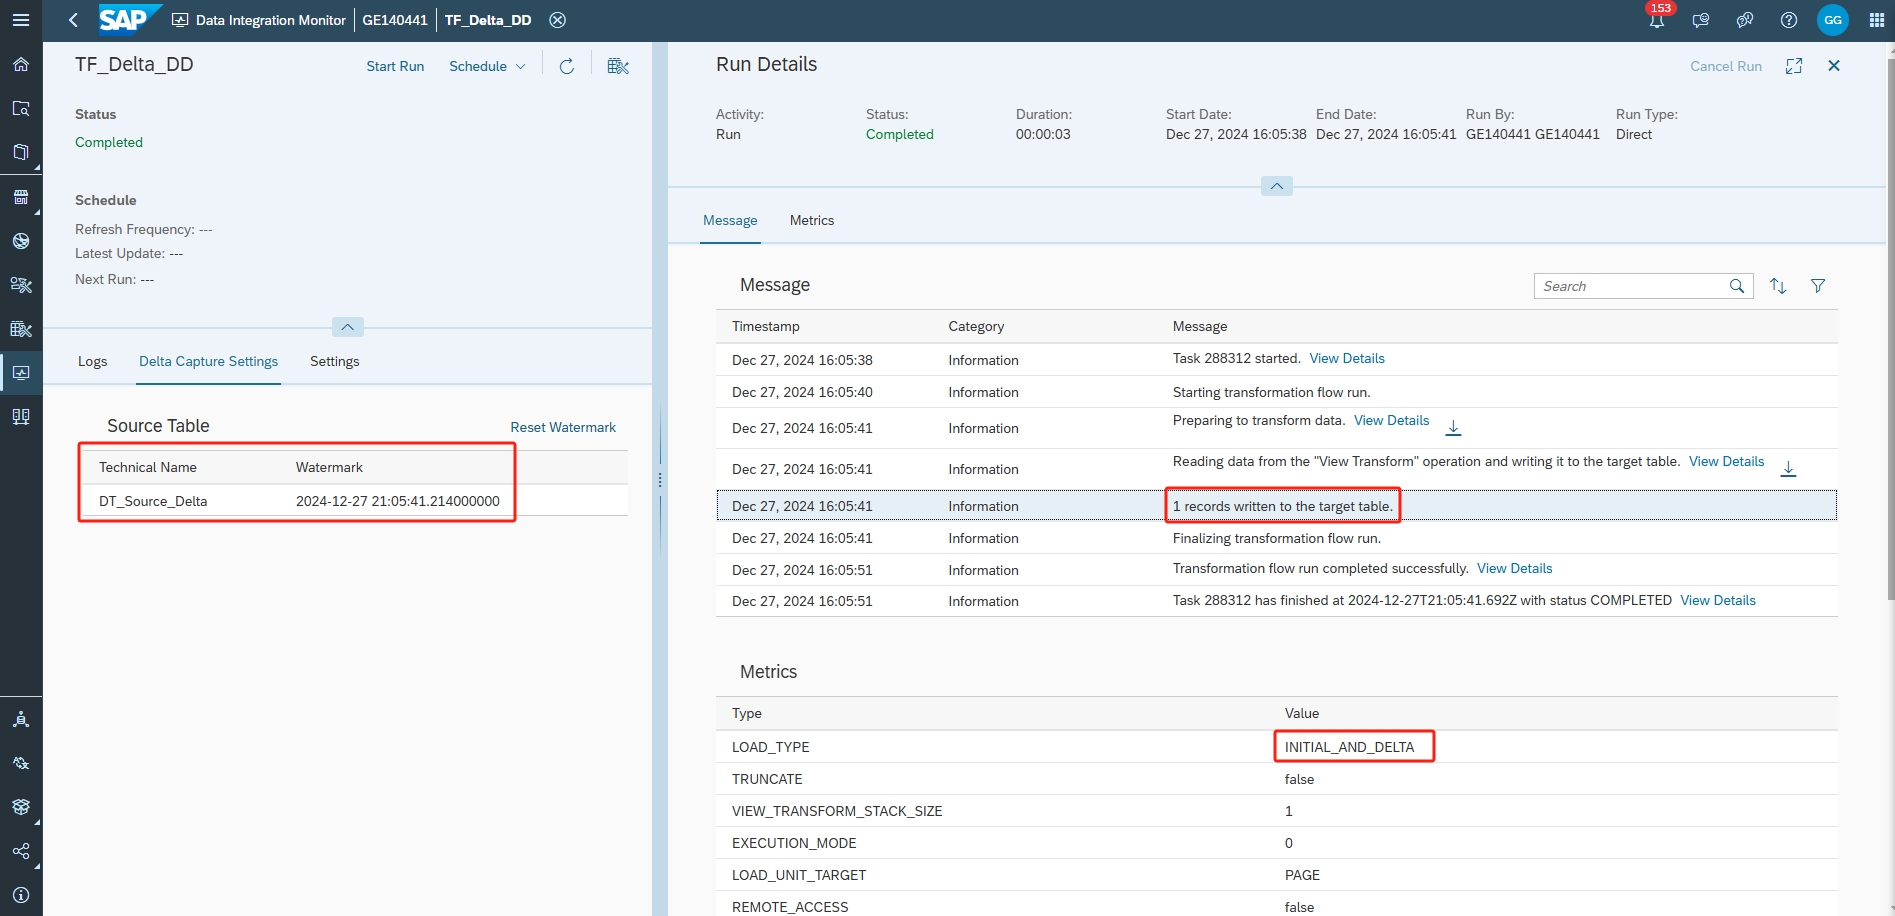 SAP Data Integration Monitor GE140441 TF_Delta_DD 153 GG
TF_Delta_DD Start Run Schedule
Status
Completed
Schedule
Refresh Frequency: ---
Latest Update: ---
Next Run: ---
Logs Delta Capture Settings Settings
Source Table Reset Watermark
Technical Name Watermark
DT_Source_Delta 2024-12-27 21:05:41.214000000
Run Details Cancel Run
Activity: Status: Duration: Start Date: End Date: Run By: Run Type:
Run Completed 00:00:03 Dec 27, 2024 16:05:38 Dec 27, 2024 16:05:41 GE140441 GE140441 Direct
Message Metrics
Message Search
Timestamp Category Message
Dec 27, 2024 16:05:38 Information Task 288312 started. View Details
Dec 27, 2024 16:05:40 Information Starting transformation flow run.
Dec 27, 2024 16:05:41 Information Preparing to transform data. View Details
Dec 27, 2024 16:05:41 Information Reading data from the "View Transform" operation and writing it to the target table. View Details
Dec 27, 2024 16:05:41 Information 1 records written to the target table.
Dec 27, 2024 16:05:41 Information Finalizing transformation flow run.
Dec 27, 2024 16:05:51 Information Transformation flow run completed successfully. View Details
Dec 27, 2024 16:05:51 Information Task 288312 has finished at 2024-12-27T21:05:41.692Z with status COMPLETED View Details
Metrics
Type Value
LOAD_TYPE INITIAL_AND_DELTA
TRUNCATE false
VIEW_TRANSFORM_STACK_SIZE 1
EXECUTION_MODE 0
LOAD_UNIT_TARGET PAGE
REMOTE_ACCESS false